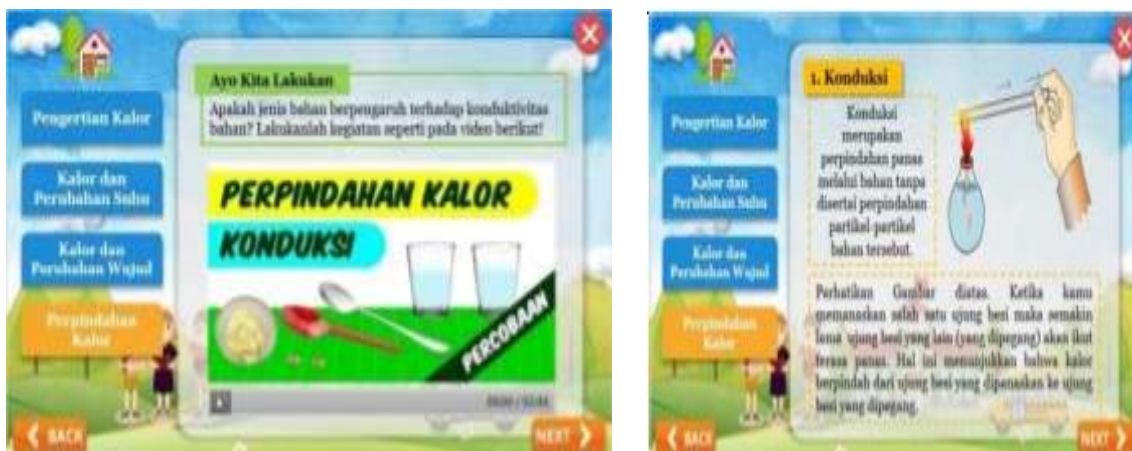 Pengertian Kalor
Kalor dan
Perubahan Suhu
Kalor dan
Perubahan Wujud
Perpindahan
Kalor
Ayo Kita Lakukan
Apakah jenis bahan berpengaruh terhadap konduktivitas
bahan? Lakukanlah kegiatan seperti pada video berikut!
PERPINDAHAN KALOR
KONDUKSI
PERCOBAAN
BACK
NEXT
Pengertian Kalor
Kalor dan
Perubahan Suhu
Kalor dan
Perubahan Wujud
Perpindahan
Kalor
1. Konduksi
Konduksi
merupakan
perpindahan panas
melalui bahan tanpa
disertai perpindahan
partikel-partikel
bahan tersebut.
Perhatikan Gambar diatas. Ketika kamu
memanaskan salah satu ujung besi maka semakin
lama ujung besi yang lain (yang dipegang) akan ikut
terasa panas. Hal ini menunjukkan bahwa kalor
berpindah dari ujung besi yang dipanaskan ke ujung
besi yang dipegang.
BACK
NEXT